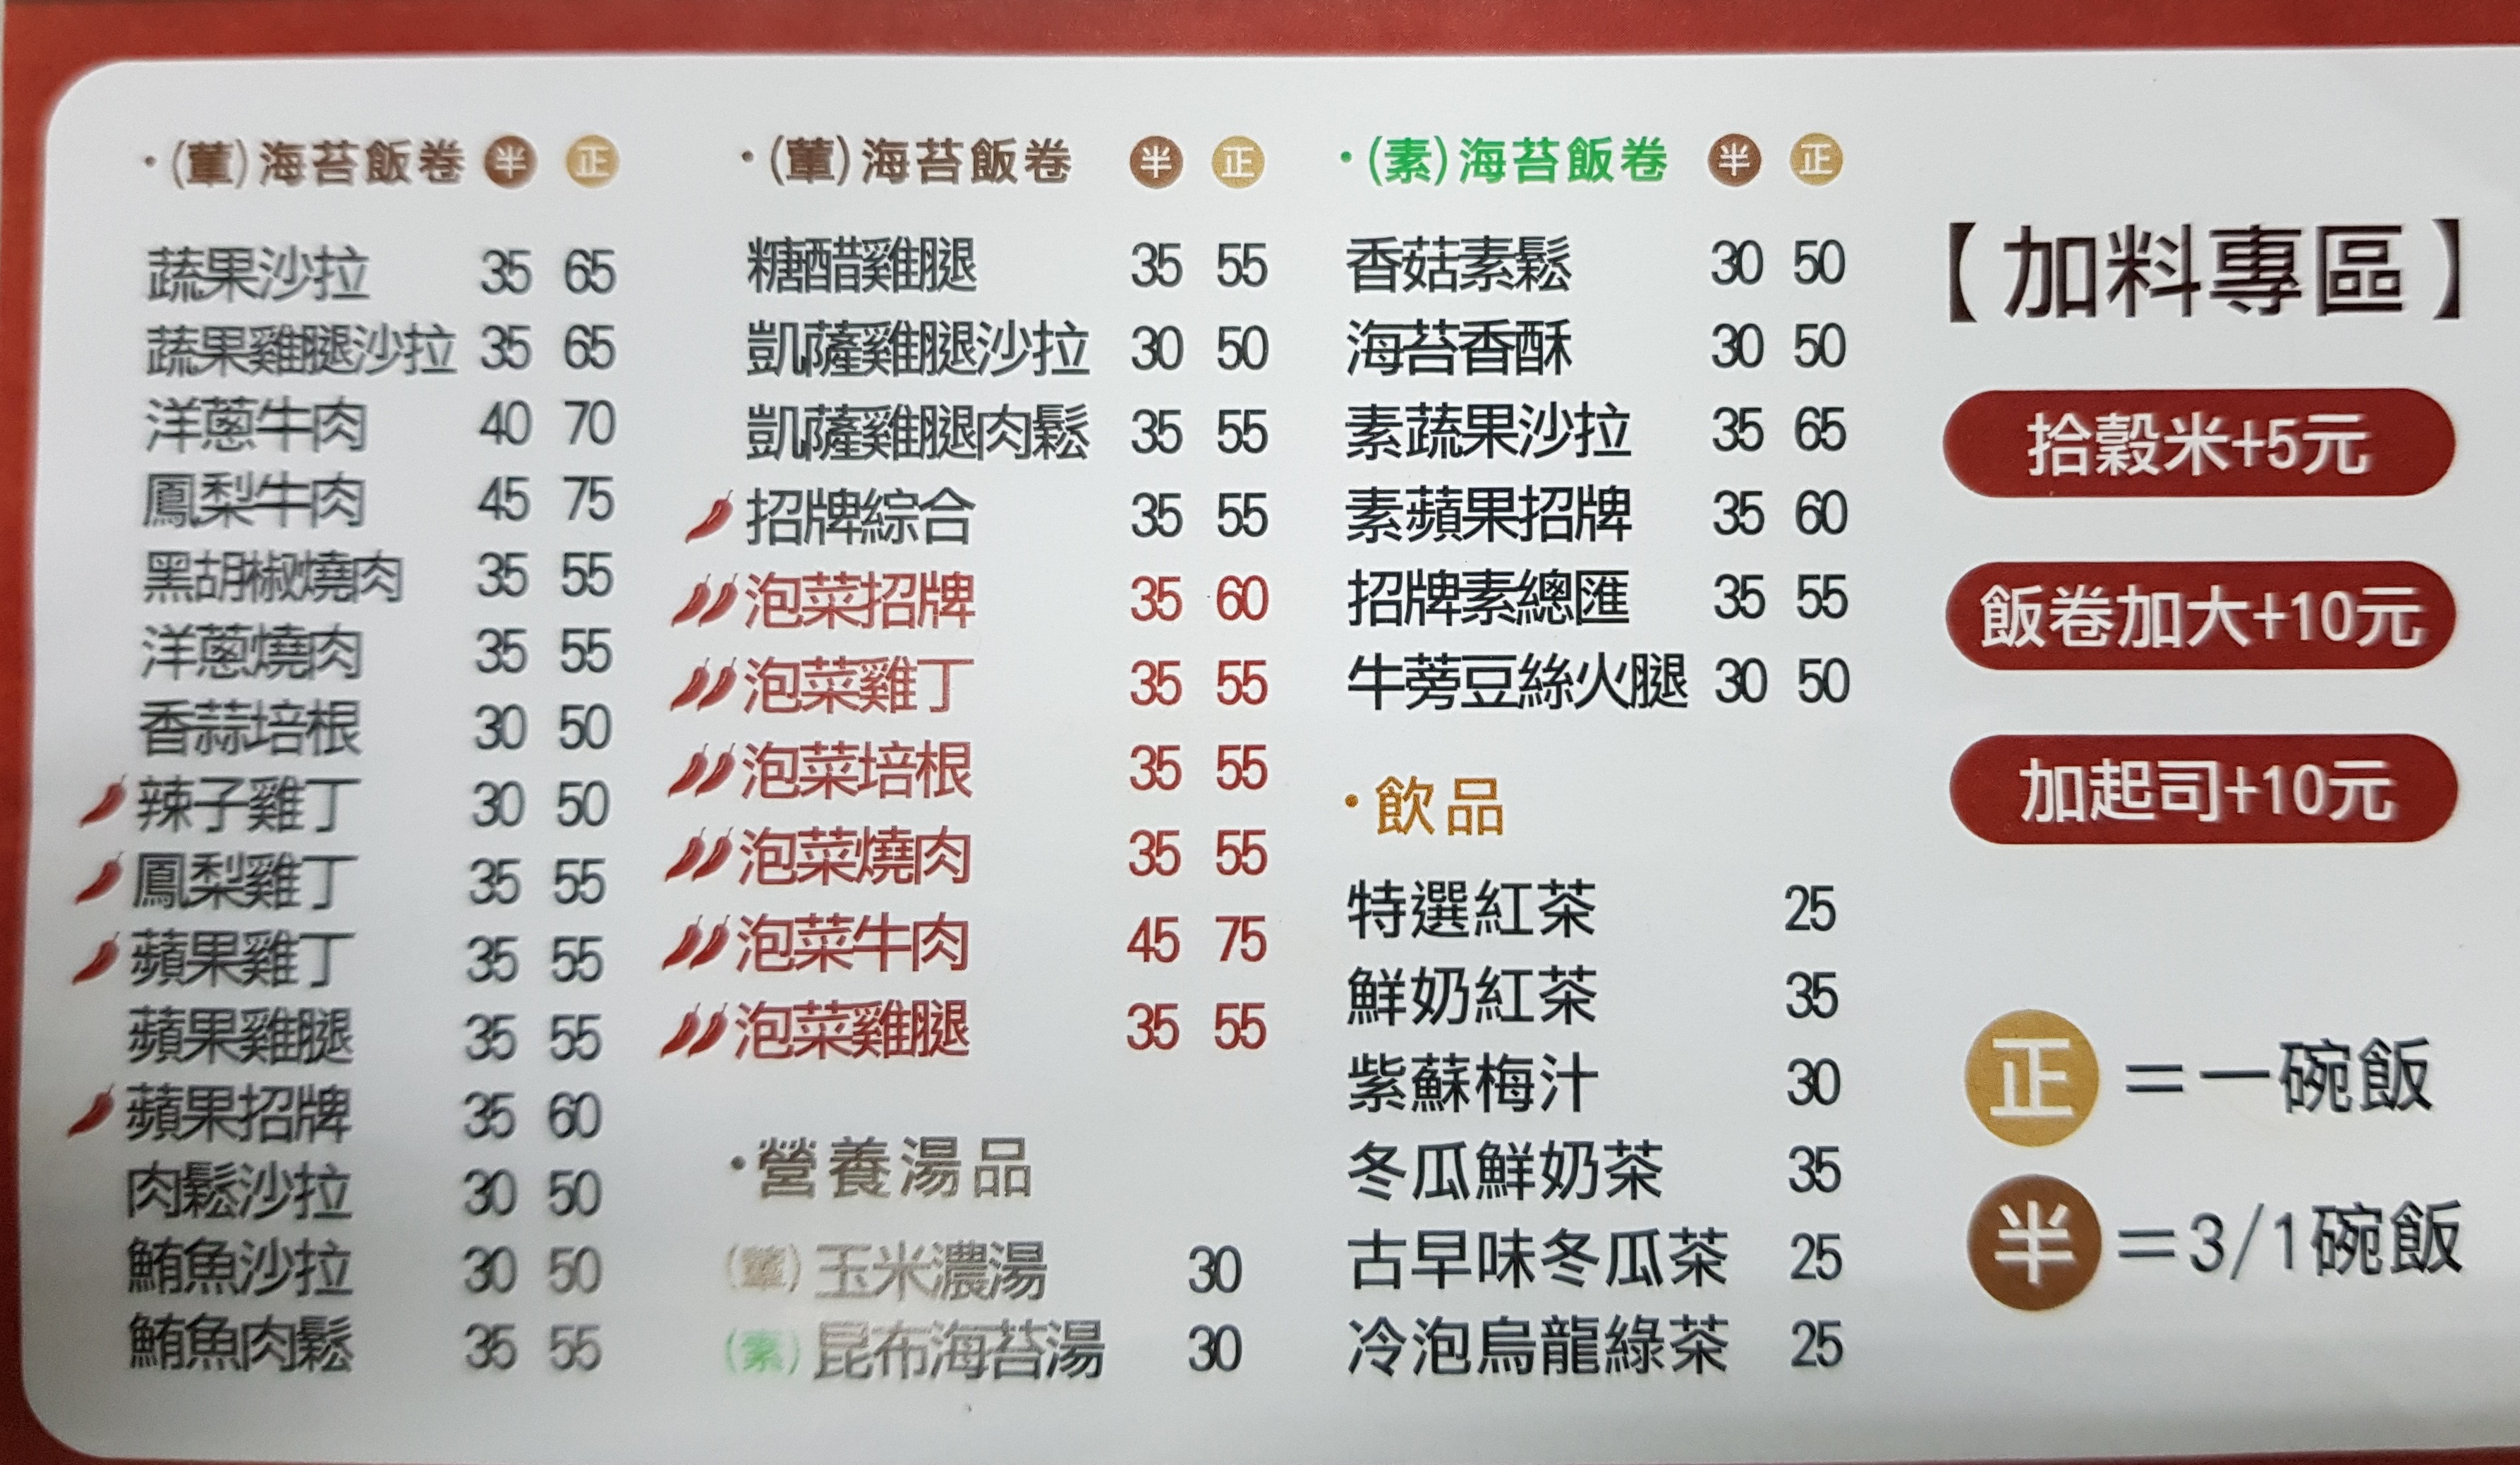 ·(葷)海苔飯卷 半 正
蔬果沙拉 35 65
蔬果雞腿沙拉 35 65
洋蔥牛肉 40 70
鳳梨牛肉 45 75
黑胡椒燒肉 35 55
洋蔥燒肉 35 55
香蒜培根 30 50
辣子雞丁 30 50
鳳梨雞丁 35 55
蘋果雞丁 35 55
蘋果雞腿 35 55
蘋果招牌 35 60
肉鬆沙拉 30 50
鮪魚沙拉 30 50
鮪魚肉鬆 35 55
·(葷)海苔飯卷 半 正
糖醋雞腿 35 55
凱薩雞腿沙拉 30 50
凱薩雞腿肉鬆 35 55
招牌綜合 35 55
泡菜招牌 35 60
泡菜雞丁 35 55
泡菜培根 35 55
泡菜燒肉 35 55
泡菜牛肉 45 75
泡菜雞腿 35 55
·營養湯品
(葷)玉米濃湯 30
(素)昆布海苔湯 30
·(素)海苔飯卷 半 正
香菇素鬆 30 50
海苔香酥 30 50
素蔬果沙拉 35 65
素蘋果招牌 35 60
招牌素總匯 35 55
牛蒡豆絲火腿 30 50
·飲品
特選紅茶 25
鮮奶紅茶 35
紫蘇梅汁 30
冬瓜鮮奶茶 35
古早味冬瓜茶 25
冷泡烏龍綠茶 25
【加料專區】
拾穀米+5元
飯卷加大+10元
加起司+10元
正=一碗飯
半=3/1碗飯